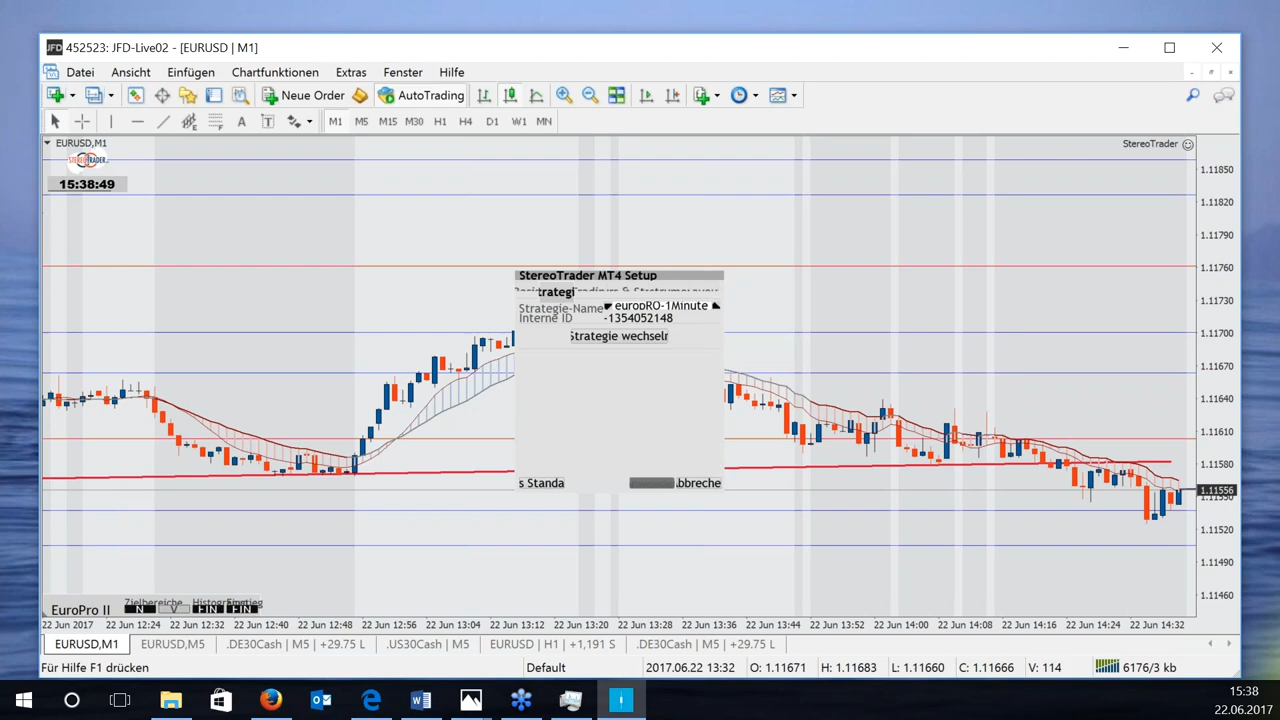 452523: JFD-Live02 - [EURUSD | M1]
Datei Ansicht Einfügen Chartfunktionen Extras Fenster Hilfe
Neue Order AutoTrading
M1 M5 M15 M30 H1 H4 D1 W1 MN
EURUSD,M1
StereoTrader
STEREOTRADER
15:38:49
1.11850
1.11820
1.11790
1.11760
1.11730
1.11700
1.11670
1.11640
1.11610
1.11580
1.11556
1.11550
1.11520
1.11490
1.11460
StereoTrader MT4 Setup
trategi
Strategie-Name europRO-1Minute
Interne ID -1354052148
Strategie wechseln
s Standa
bbreche
EuroPro II
Zielbereiche Einstieg
N V EIN EIN
22 Jun 2017 22 Jun 12:24 22 Jun 12:32 22 Jun 12:40 22 Jun 12:48 22 Jun 12:56 22 Jun 13:04 22 Jun 13:12 22 Jun 13:20 22 Jun 13:28 22 Jun 13:36 22 Jun 13:44 22 Jun 13:52 22 Jun 14:00 22 Jun 14:08 22 Jun 14:16 22 Jun 14:24 22 Jun 14:32
EURUSD,M1 EURUSD,M5 .DE30Cash | M5 | +29.75 L .US30Cash | M5 EURUSD | H1 | +1,191 S .DE30Cash | M5 | +29.75 L
Für Hilfe F1 drücken Default 2017.06.22 13:32 O: 1.11671 H: 1.11683 L: 1.11660 C: 1.11666 V: 114 6176/3 kb
15:38
22.06.2017